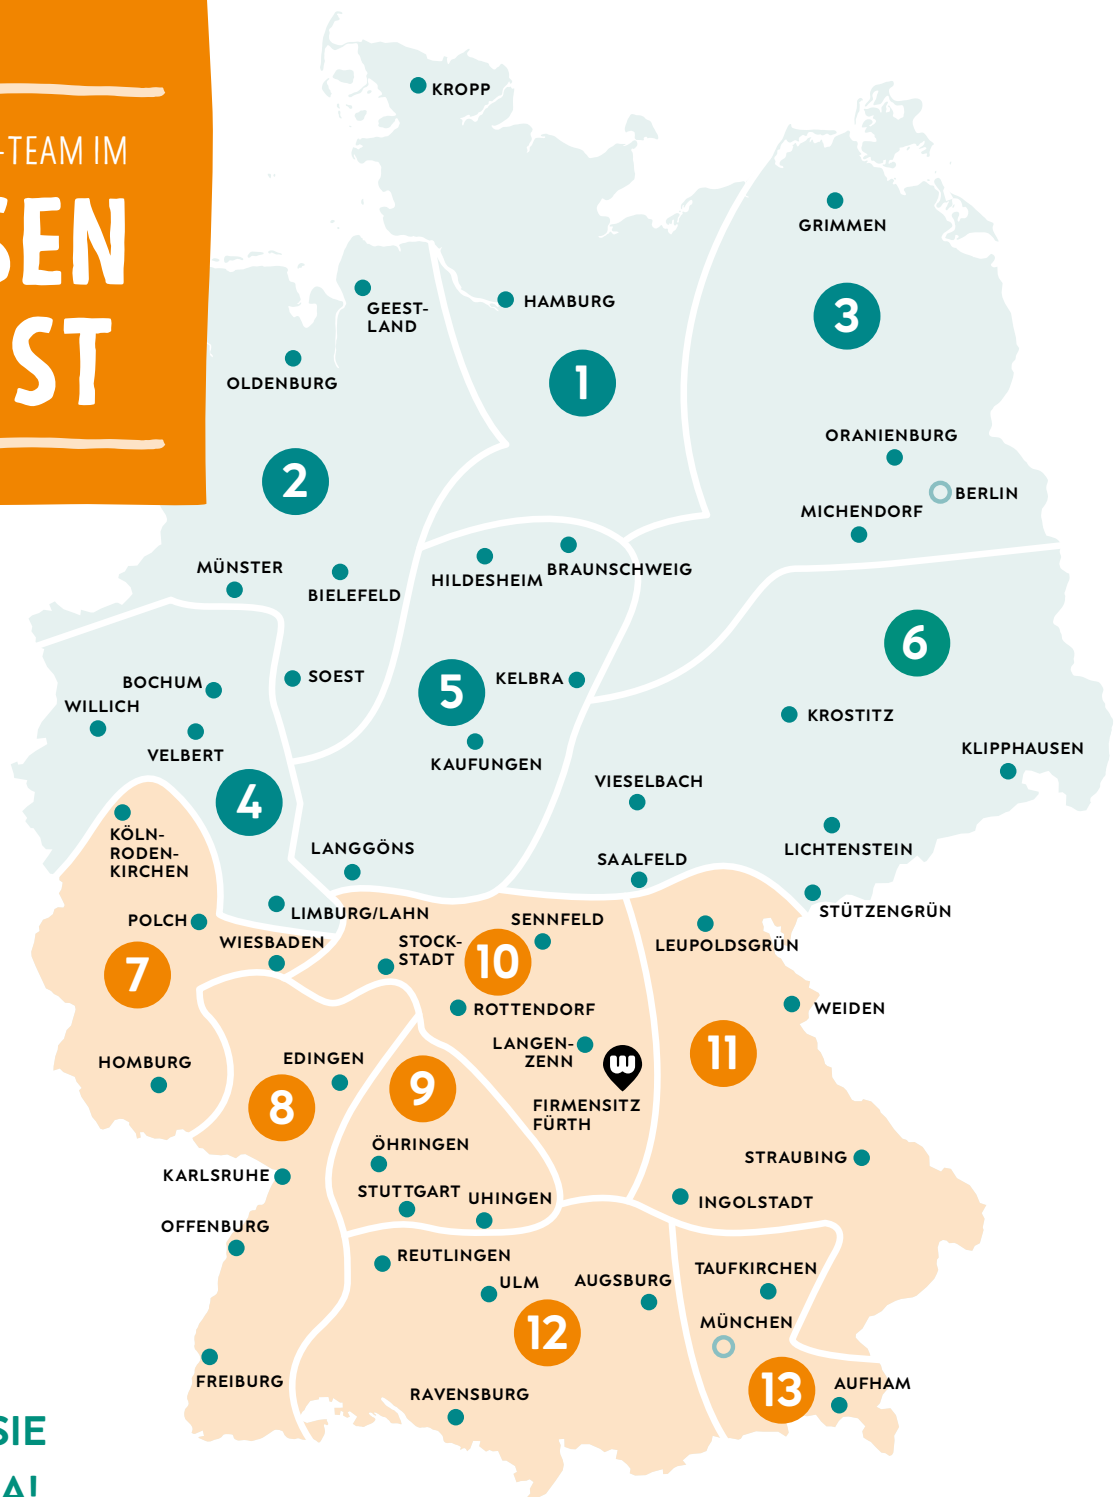 -TEAM IM
SEN
ST
KROPP
GRIMMEN
3
GEEST-
LAND
HAMBURG
1
OLDENBURG
2
ORANIENBURG
BERLIN
MICHENDORF
MÜNSTER
BIELEFELD
HILDESHEIM
BRAUNSCHWEIG
6
BOCHUM
SOEST
5
KELBRA
WILLICH
VELBERT
KAUFUNGEN
KROSTITZ
KLIPPHAUSEN
VIESELBACH
4
KÖLN-
RODEN-
KIRCHEN
LANGGÖNS
SAALFELD
LICHTENSTEIN
POLCH
LIMBURG/LAHN
STÜTZENGRÜN
WIESBADEN
STOCK-
STADT
SENNFELD
LEUPOLDSGRÜN
7
10
ROTTENDORF
WEIDEN
HOMBURG
EDINGEN
LANGEN-
ZENN
W
11
8
9
FIRMENSITZ
FÜRTH
ÖHRINGEN
STRAUBING
KARLSRUHE
STUTTGART
UHINGEN
INGOLSTADT
OFFENBURG
REUTLINGEN
ULM
AUGSBURG
TAUFKIRCHEN
12
MÜNCHEN
FREIBURG
RAVENSBURG
13
AUFHAM
SIE